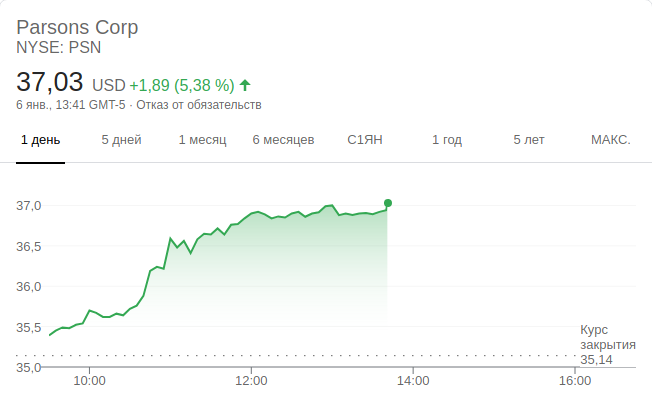 Parsons Corp
NYSE: PSN
37,03 USD +1,89 (5,38 %)
6 янв., 13:41 GMT-5 · Отказ от обязательств
1 день 5 дней 1 месяц 6 месяцев С1ЯН 1 год 5 лет МАКС.
37,0
36,5
36,0
35,5
35,0
Курс
закрытия
35,14
10:00 12:00 14:00 16:00